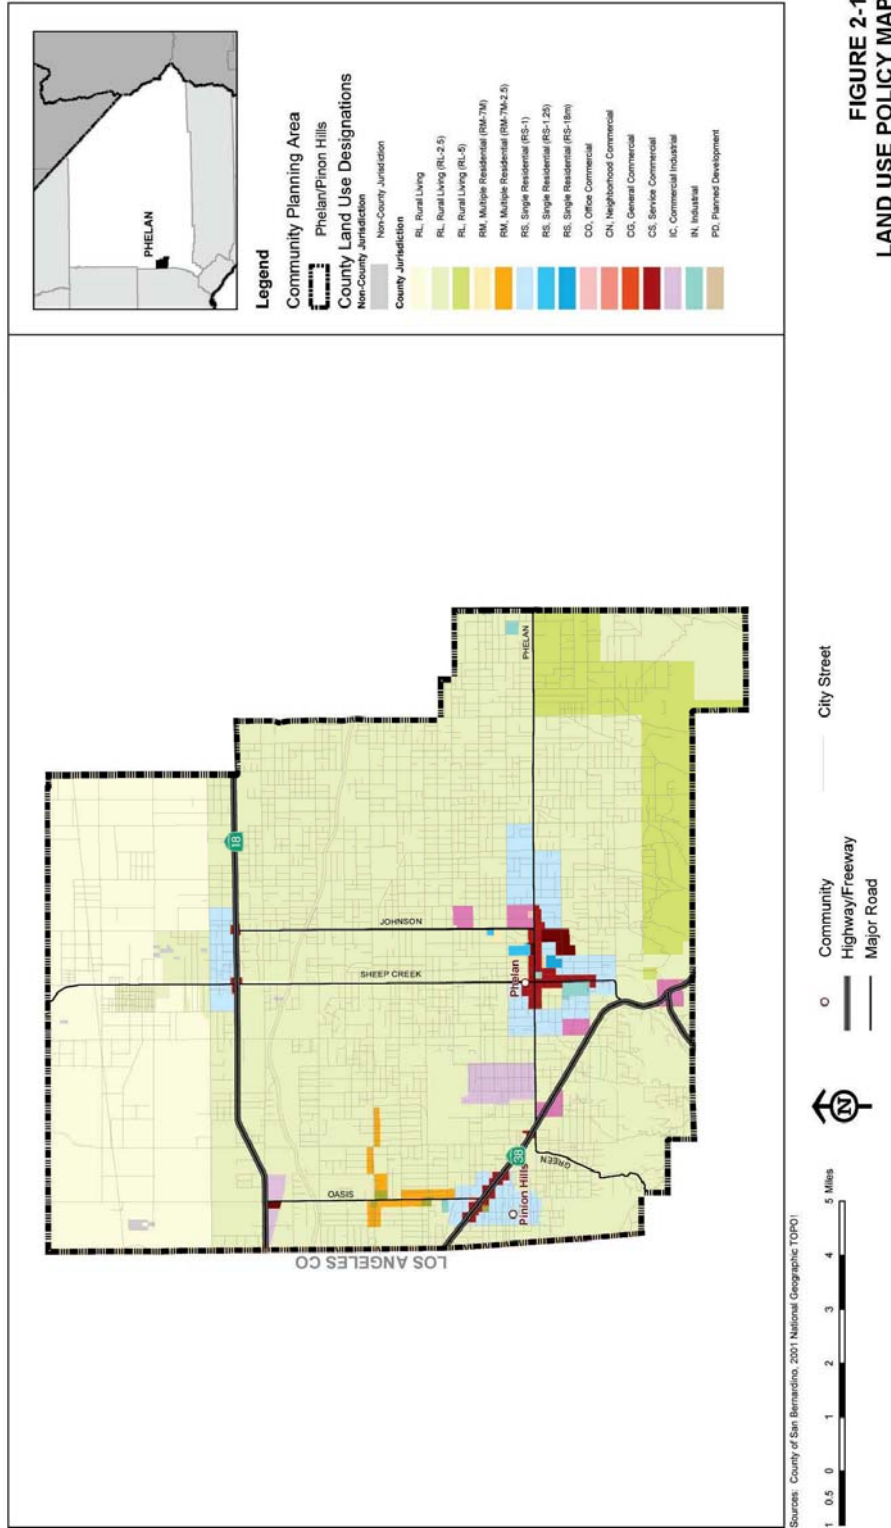 PHELAN
Legend
Community Planning Area
Phelan/Pinon Hills
County Land Use Designations
Non-County Jurisdiction
Non-County Jurisdiction
County Jurisdiction
RL, Rural Living
RL, Rural Living (RL-2.5)
RL, Rural Living (RL-5)
RM, Multiple Residential (RM-7M)
RM, Multiple Residential (RM-7M-2.5)
RS, Single Residential (RS-1)
RS, Single Residential (RS-1.25)
RS, Single Residential (RS-18m)
CO, Office Commercial
CN, Neighborhood Commercial
CG, General Commercial
CS, Service Commercial
IC, Commercial Industrial
IN, Industrial
PD, Planned Development
18
JOHNSON
SHEEP CREEK
PHELAN
Phelan
OASIS
38
GREEN
Pinion Hills
LOS ANGELES CO
Sources: County of San Bernardino, 2001 National Geographic TOPO!
1 0.5 0 1 2 3 4 5 Miles
N
Community
Highway/Freeway
Major Road
City Street
FIGURE 2-1
LAND USE POLICY MAP